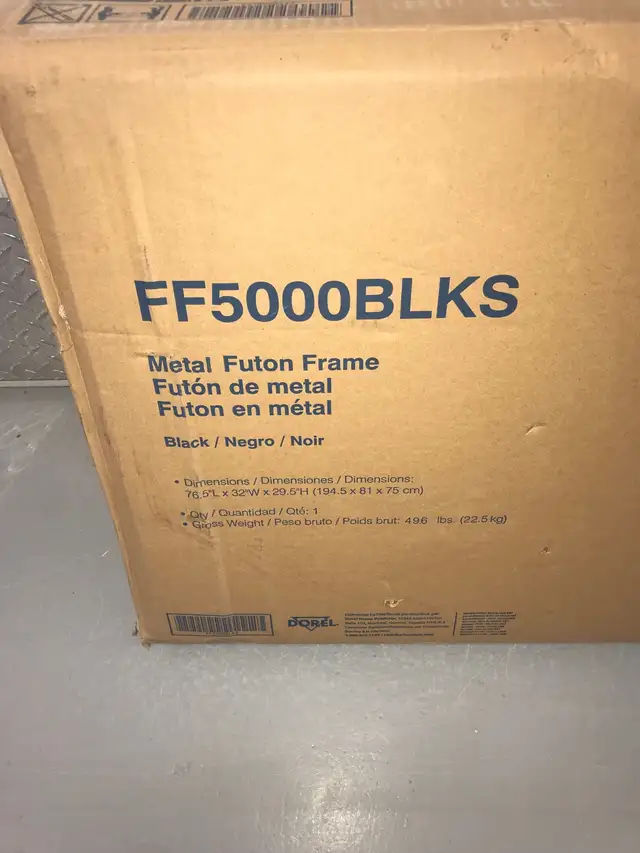 FF5000BLKS
Metal Futon Frame
Futón de metal
Futon en métal
Black / Negro / Noir
• Dimensions / Dimensiones / Dimensions:
76.5"L x 32"W x 29.5"H (194.5 x 81 x 75 cm)
• Qty / Quantidad / Qté: 1
• Gross Weight / Peso bruto / Poids brut: 49.6 lbs. (22.5 kg)
DOREL